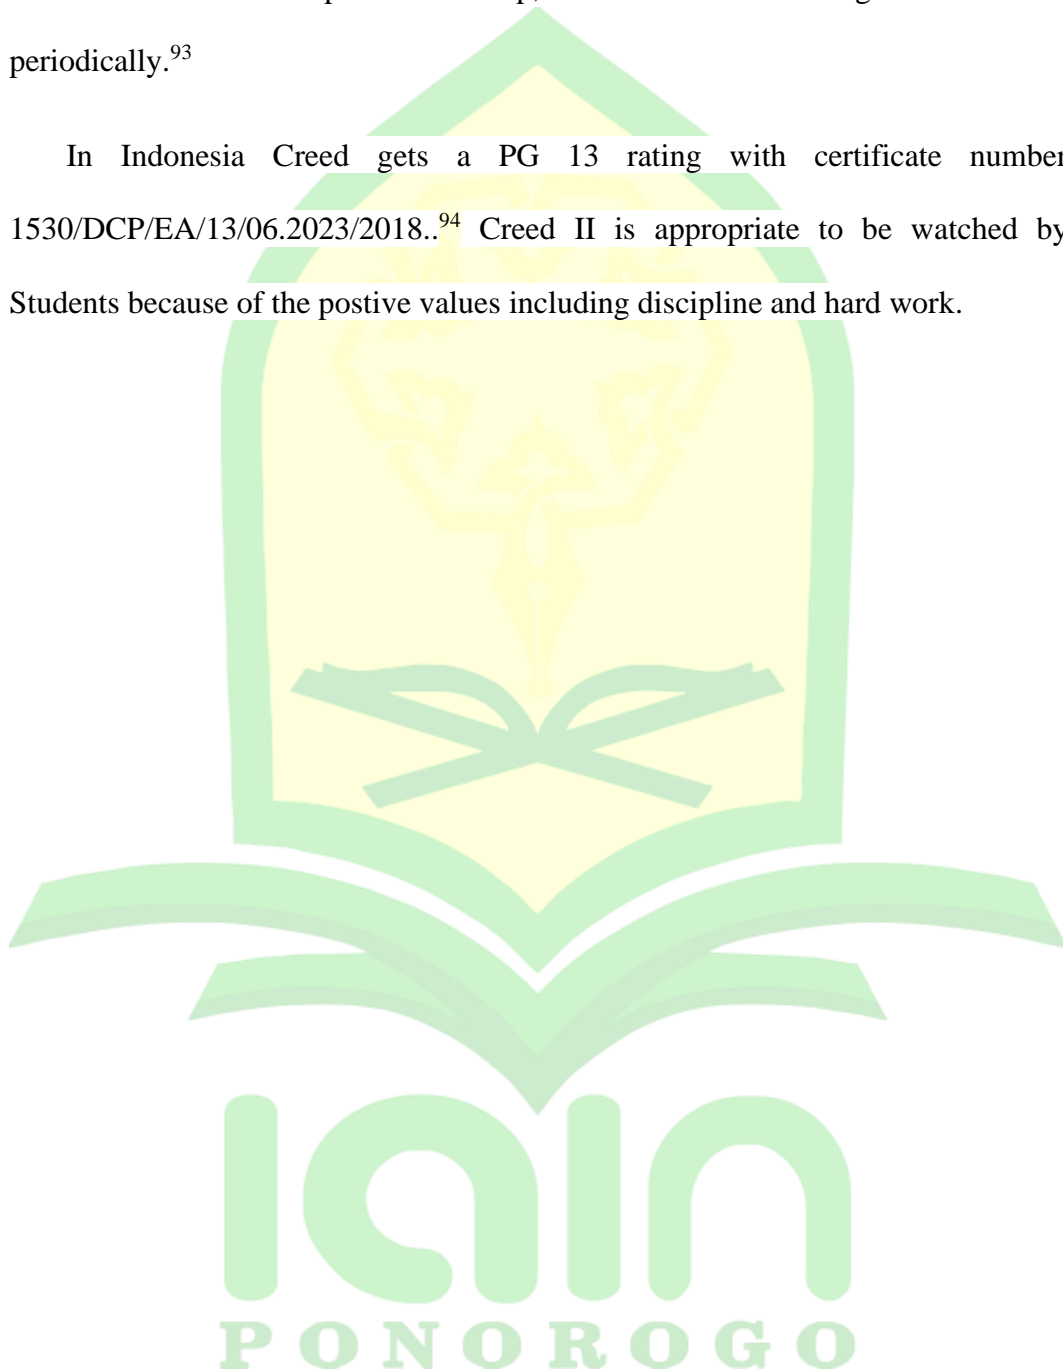 periodically.93
In Indonesia Creed gets a PG 13 rating with certificate number
1530/DCP/EA/13/06.2023/2018..94 Creed II is appropriate to be watched by
Students because of the postive values including discipline and hard work.
iain
PONOROGO